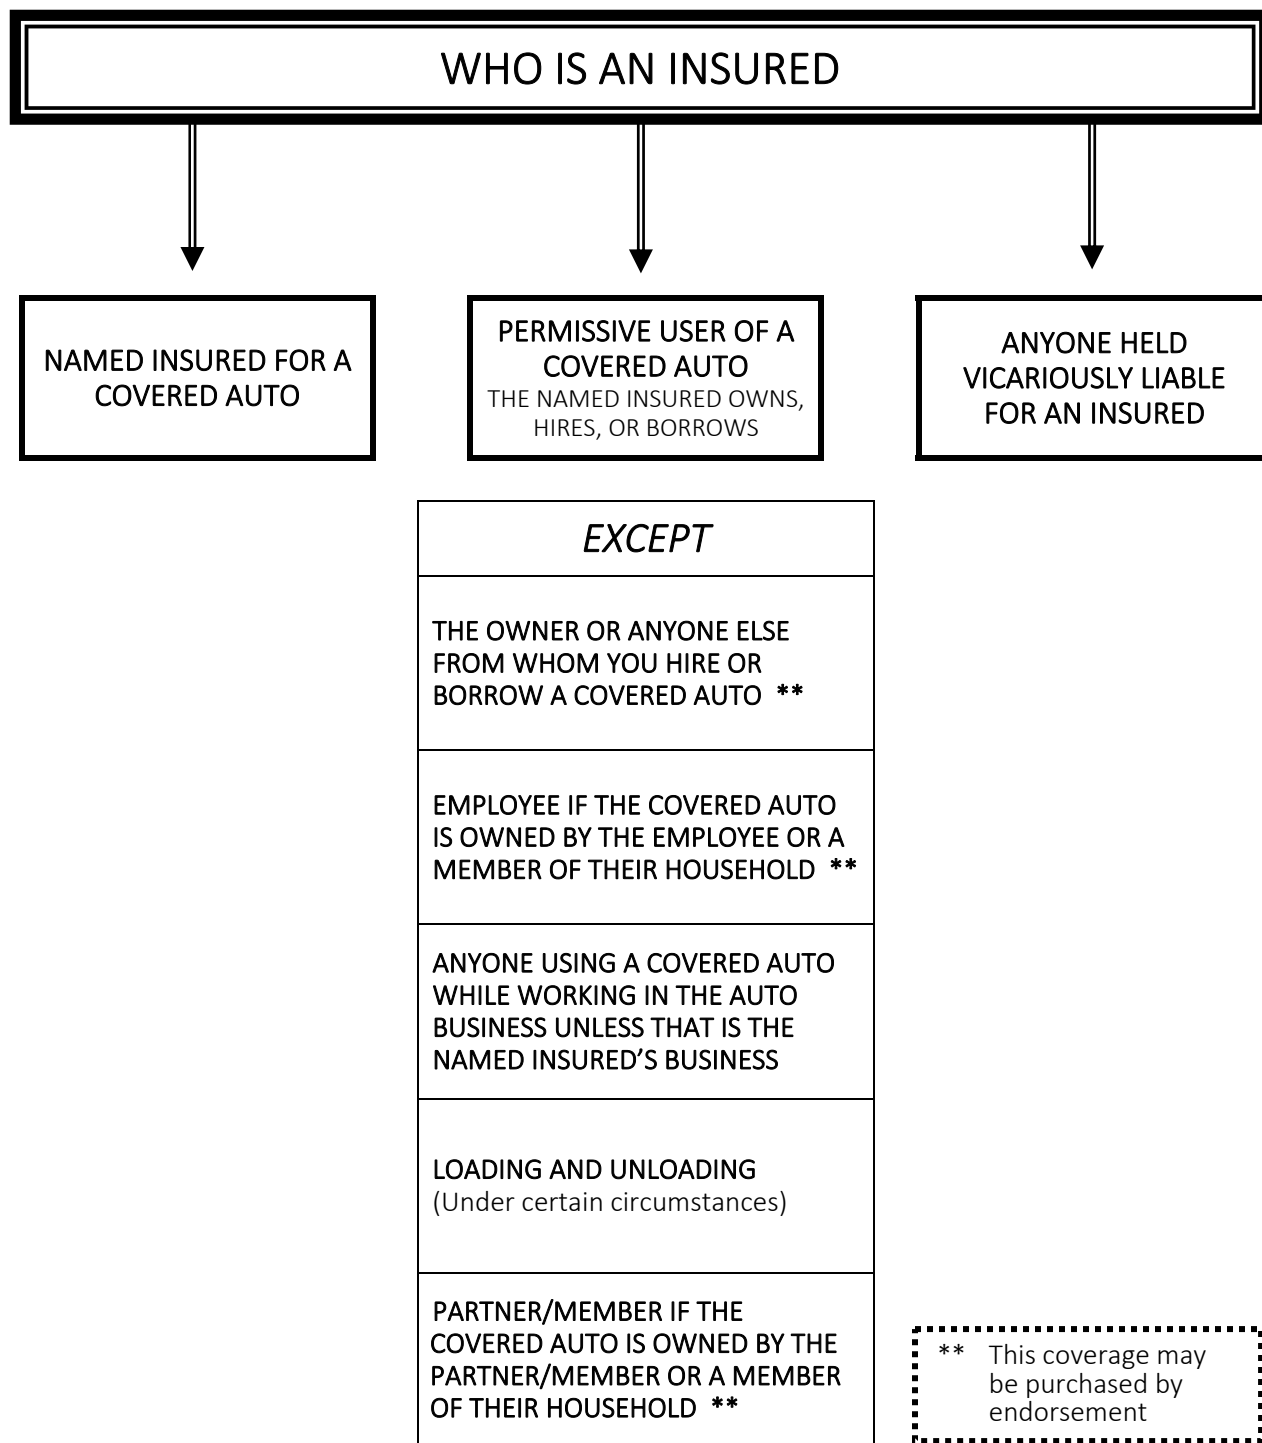 WHO IS AN INSURED
NAMED INSURED FOR A
COVERED AUTO
PERMISSIVE USER OF A
COVERED AUTO
THE NAMED INSURED OWNS,
HIRES, OR BORROWS
ANYONE HELD
VICARIOUSLY LIABLE
FOR AN INSURED
EXCEPT
THE OWNER OR ANYONE ELSE
FROM WHOM YOU HIRE OR
BORROW A COVERED AUTO **
EMPLOYEE IF THE COVERED AUTO
IS OWNED BY THE EMPLOYEE OR A
MEMBER OF THEIR HOUSEHOLD **
ANYONE USING A COVERED AUTO
WHILE WORKING IN THE AUTO
BUSINESS UNLESS THAT IS THE
NAMED INSURED’S BUSINESS
LOADING AND UNLOADING
(Under certain circumstances)
PARTNER/MEMBER IF THE
COVERED AUTO IS OWNED BY THE
PARTNER/MEMBER OR A MEMBER
OF THEIR HOUSEHOLD **
** This coverage may
be purchased by
endorsement